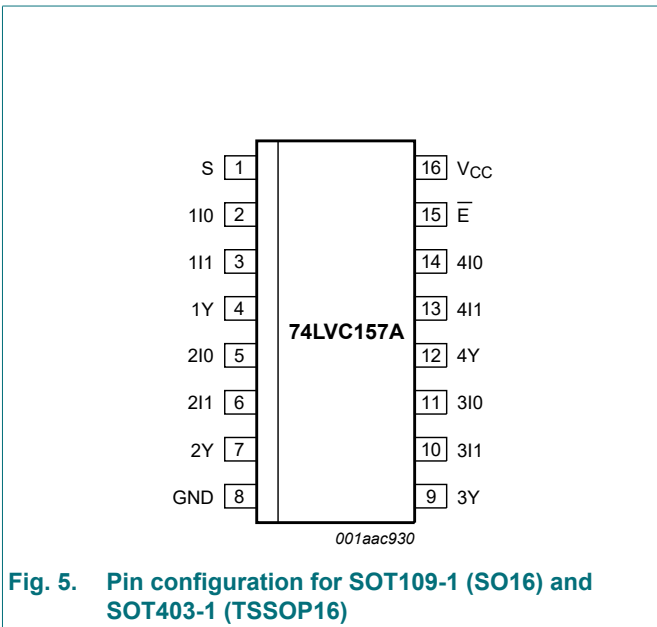 S 1 16 VCC
1I0 2 15 E̅
1I1 3 14 4I0
1Y 4 13 4I1
74LVC157A
2I0 5 12 4Y
2I1 6 11 3I0
2Y 7 10 3I1
GND 8 9 3Y
001aac930
Fig. 5. Pin configuration for SOT109-1 (SO16) and
SOT403-1 (TSSOP16)